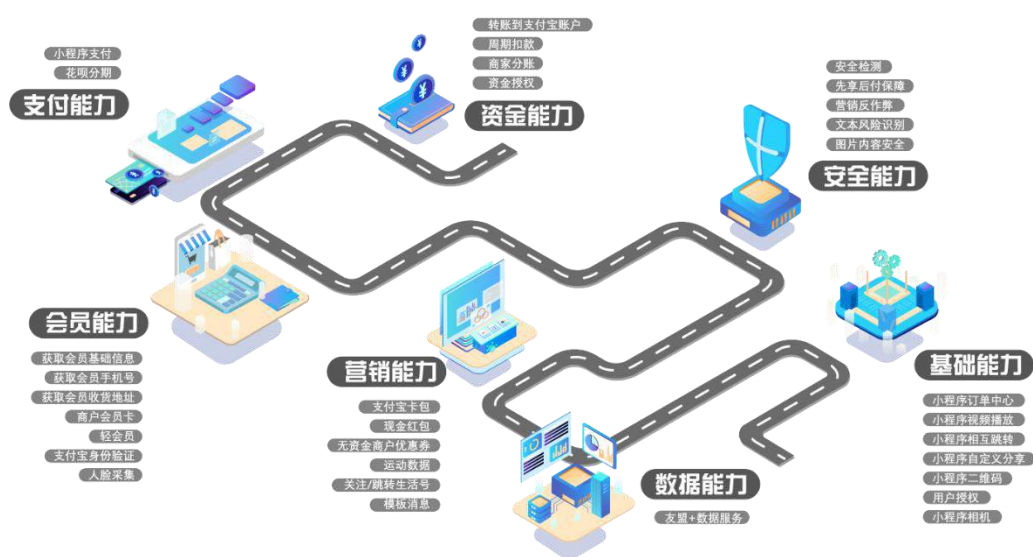 小程序支付
花呗分期
支付能力
转账到支付宝账户
周期扣款
商家分账
资金授权
资金能力
安全检测
先享后付保障
营销反作弊
文本风险识别
图片内容安全
安全能力
会员能力
获取会员基础信息
获取会员手机号
获取会员收货地址
商户会员卡
轻会员
支付宝身份验证
人脸采集
营销能力
支付宝卡包
现金红包
无资金商户优惠券
运动数据
关注/跳转生活号
模板消息
数据能力
友盟+数据服务
基础能力
小程序订单中心
小程序视频播放
小程序相互跳转
小程序自定义分享
小程序二维码
用户授权
小程序相机